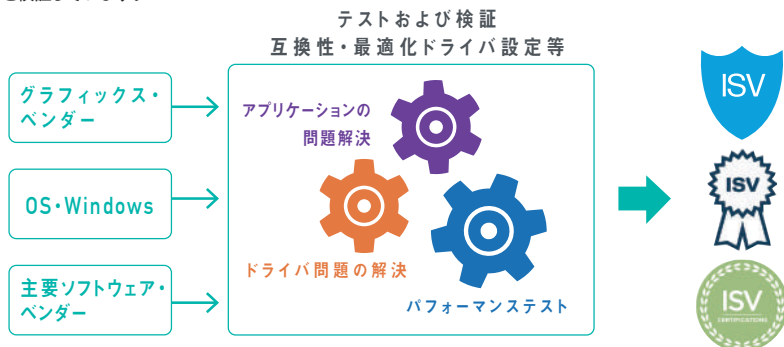 テストおよび検証
互換性・最適化ドライバ設定等
グラフィックス・
ベンダー
OS・Windows
主要ソフトウェア・
ベンダー
アプリケーションの
問題解決
ドライバ問題の解決
パフォーマンステスト
ISV
ISV
ISV
CERTIFICATIONS